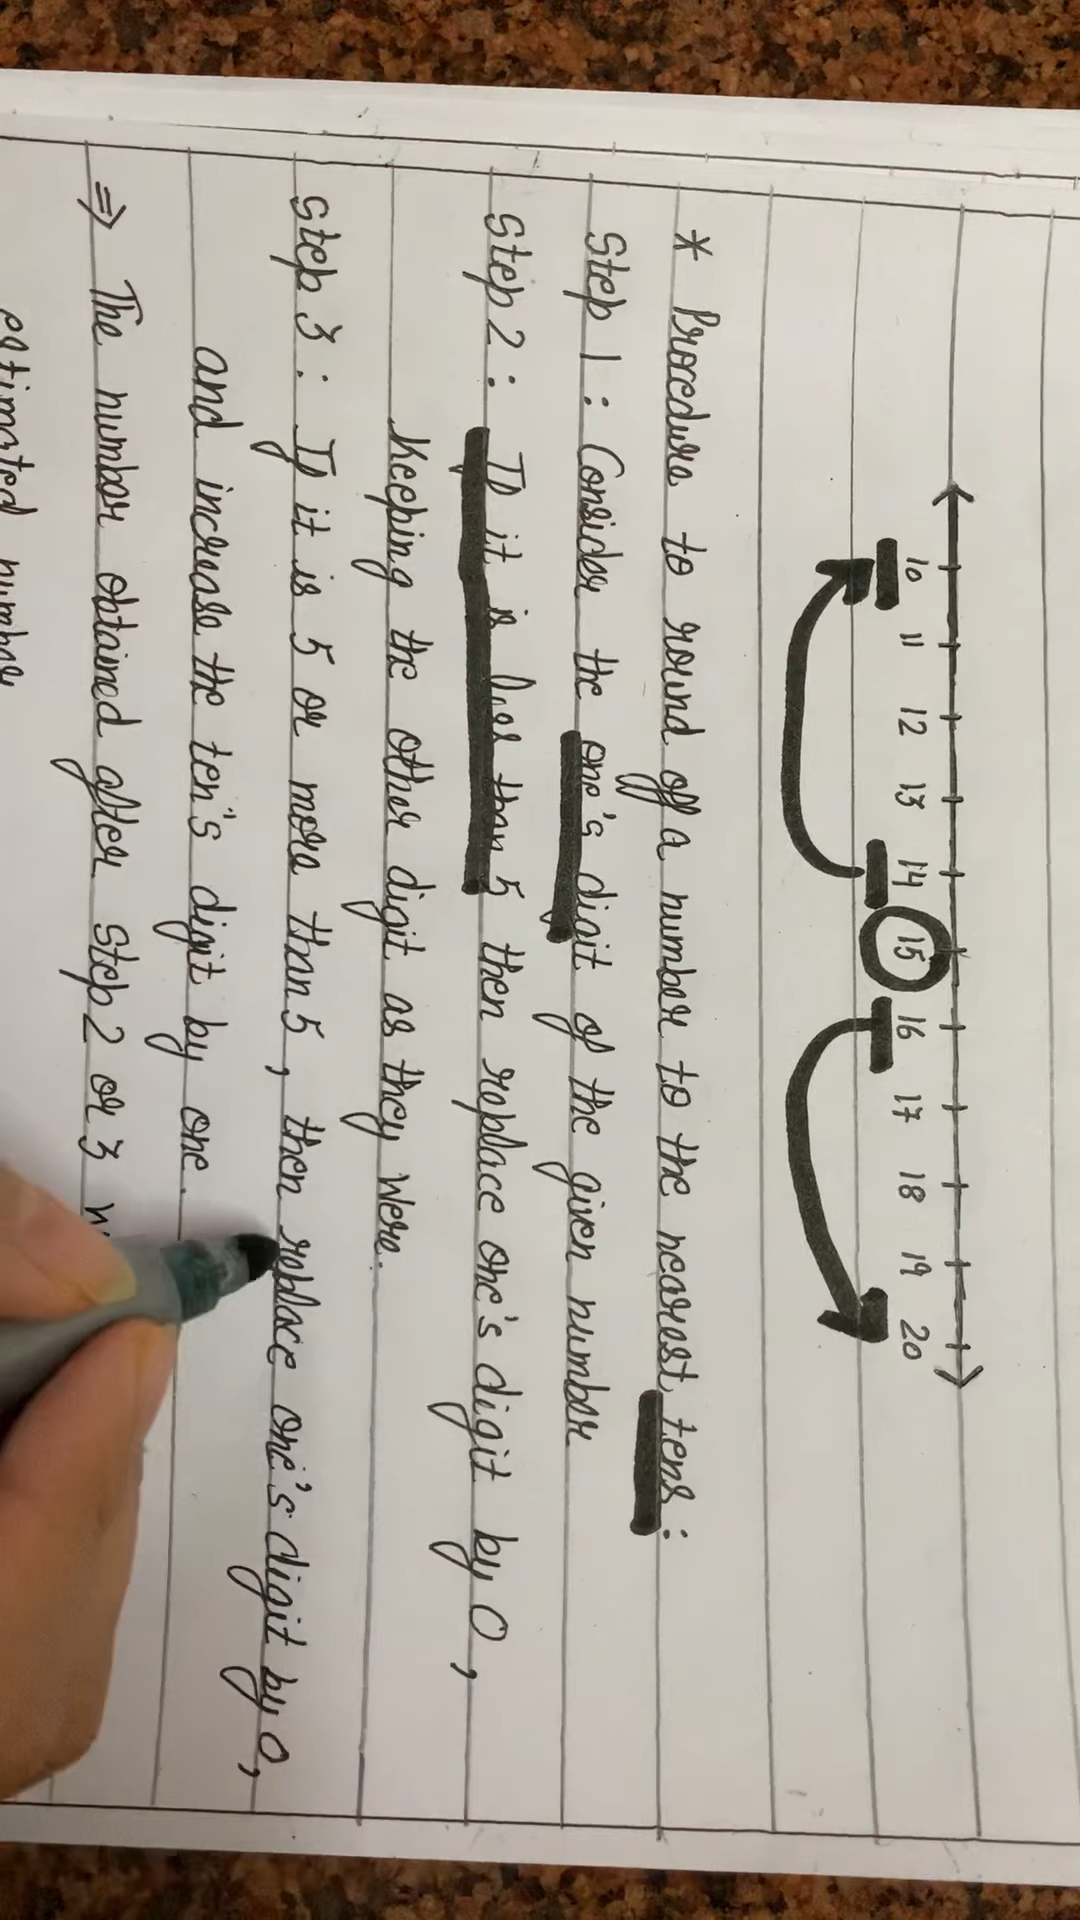 10 11 12 13 14 15 16 17 18 19 20
* Procedure to round off a number to the nearest tens:
Step 1: Consider the one's digit of the given number
Step 2: If it is less than 5 then replace one's digit by 0,
Keeping the other digit as they were.
Step 3: If it is 5 or more than 5, then replace one's digit by 0,
and increase the ten's digit by one.
⇒ The number obtained after Step 2 or 3
estimated number